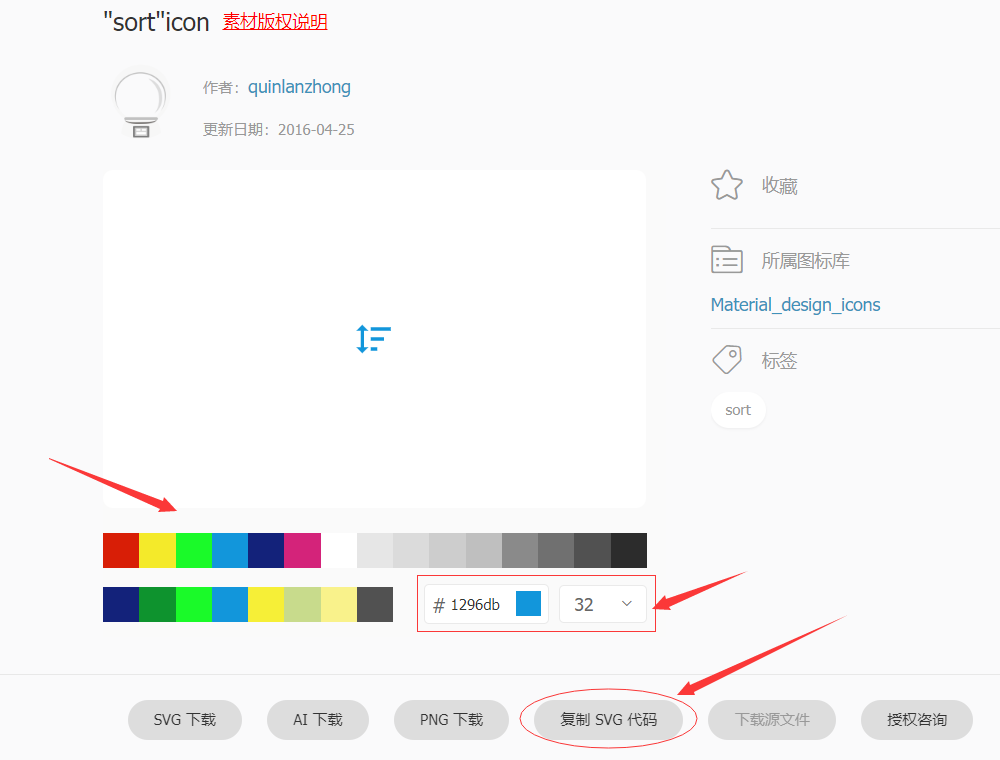 "sort"icon 素材版权说明
作者：quinlanzhong
更新日期：2016-04-25
收藏
所属图标库
Material_design_icons
标签
sort
# 1296db 32
SVG 下载 AI 下载 PNG 下载 复制 SVG 代码 下载源文件 授权咨询